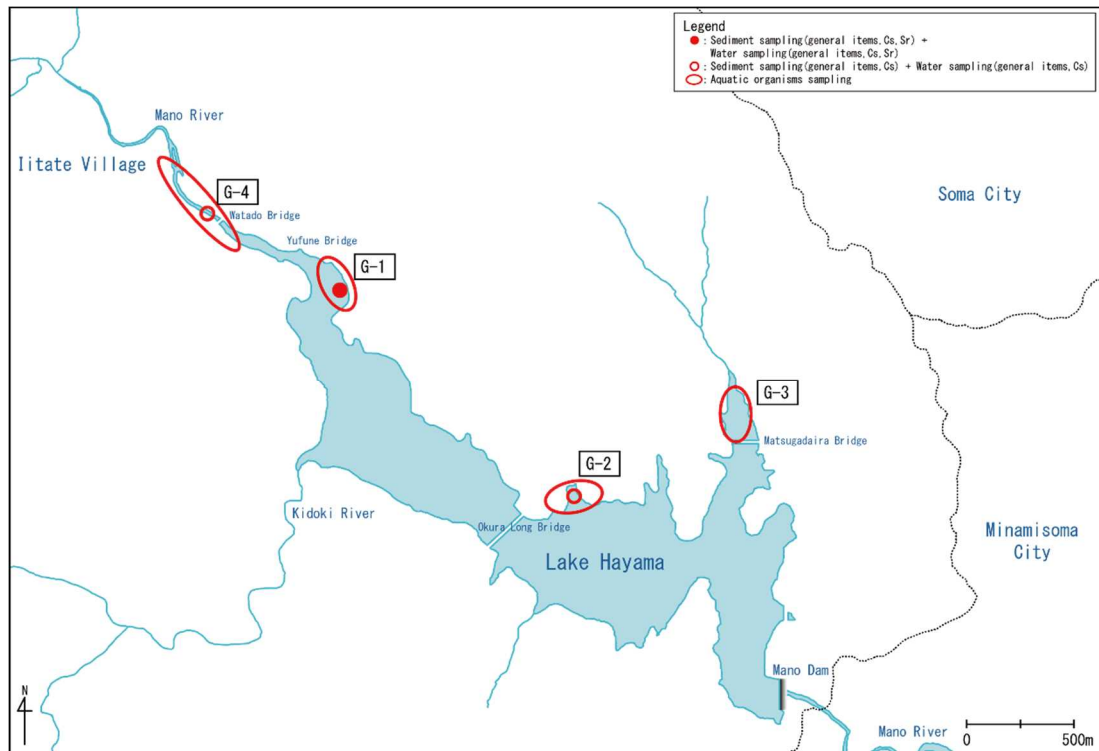 Legend
: Sediment sampling(general items,Cs,Sr) +
Water sampling(general items,Cs,Sr)
: Sediment sampling(general items,Cs) + Water sampling(general items,Cs)
: Aquatic organisms sampling
Mano River
Iitate Village
G-4
Watado Bridge
Yufune Bridge
G-1
Soma City
G-3
Matsugadaira Bridge
G-2
Kidoki River
Okura Long Bridge
Lake Hayama
Minamisoma
City
Mano Dam
N
Mano River
0
500m